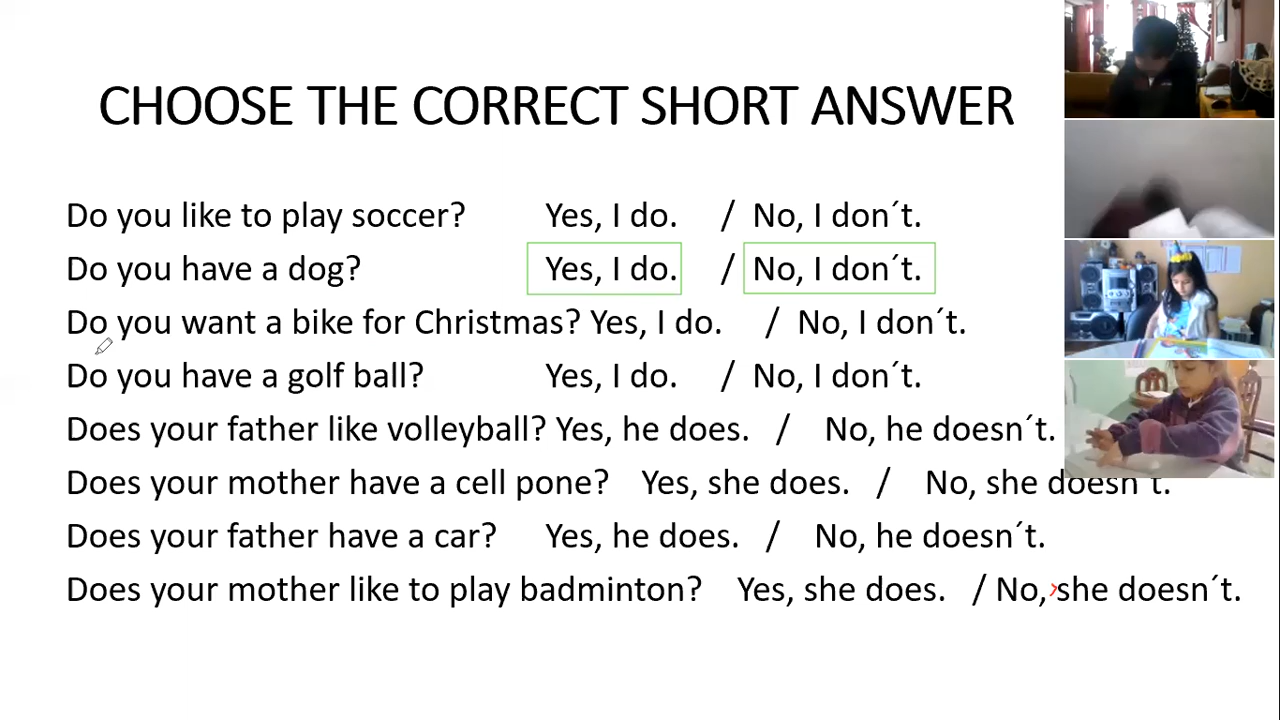 CHOOSE THE CORRECT SHORT ANSWER
Do you like to play soccer? Yes, I do. / No, I don´t.
Do you have a dog? Yes, I do. / No, I don´t.
Do you want a bike for Christmas? Yes, I do. / No, I don´t.
Do you have a golf ball? Yes, I do. / No, I don´t.
Does your father like volleyball? Yes, he does. / No, he doesn´t.
Does your mother have a cell pone? Yes, she does. / No, she doesn´t.
Does your father have a car? Yes, he does. / No, he doesn´t.
Does your mother like to play badminton? Yes, she does. / No, she doesn´t.